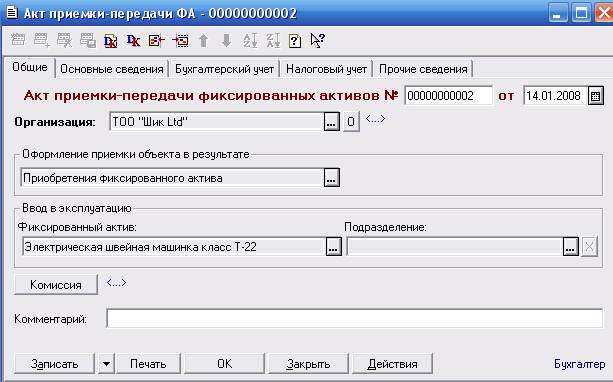 Акт приемки-передачи ФА - 00000000002
Общие Основные сведения Бухгалтерский учет Налоговый учет Прочие сведения
Акт приемки-передачи фиксированных активов № 00000000002 от 14.01.2008
Организация: ТОО "Шик Ltd" ... О <...>
Оформление приемки объекта в результате
Приобретения фиксированного актива ...
Ввод в эксплуатацию
Фиксированный актив: Подразделение:
Электрическая швейная машинка класс Т-22 ... ... X
Комиссия <...>
Комментарий:
Записать Печать OK Закрыть Действия Бухгалтер